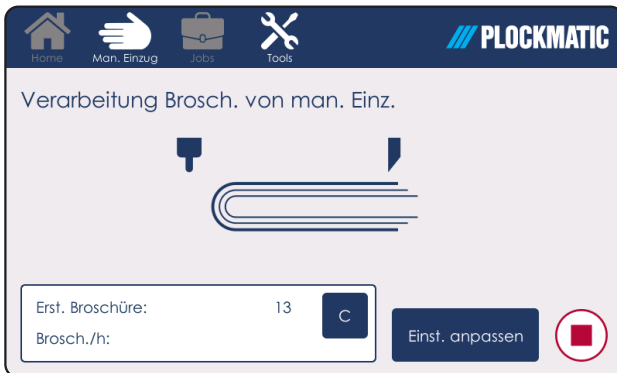 Home Man. Einzug Jobs Tools PLOCKMATIC
Verarbeitung Brosch. von man. Einz.
Erst. Broschüre: 13 C
Brosch./h:
Einst. anpassen